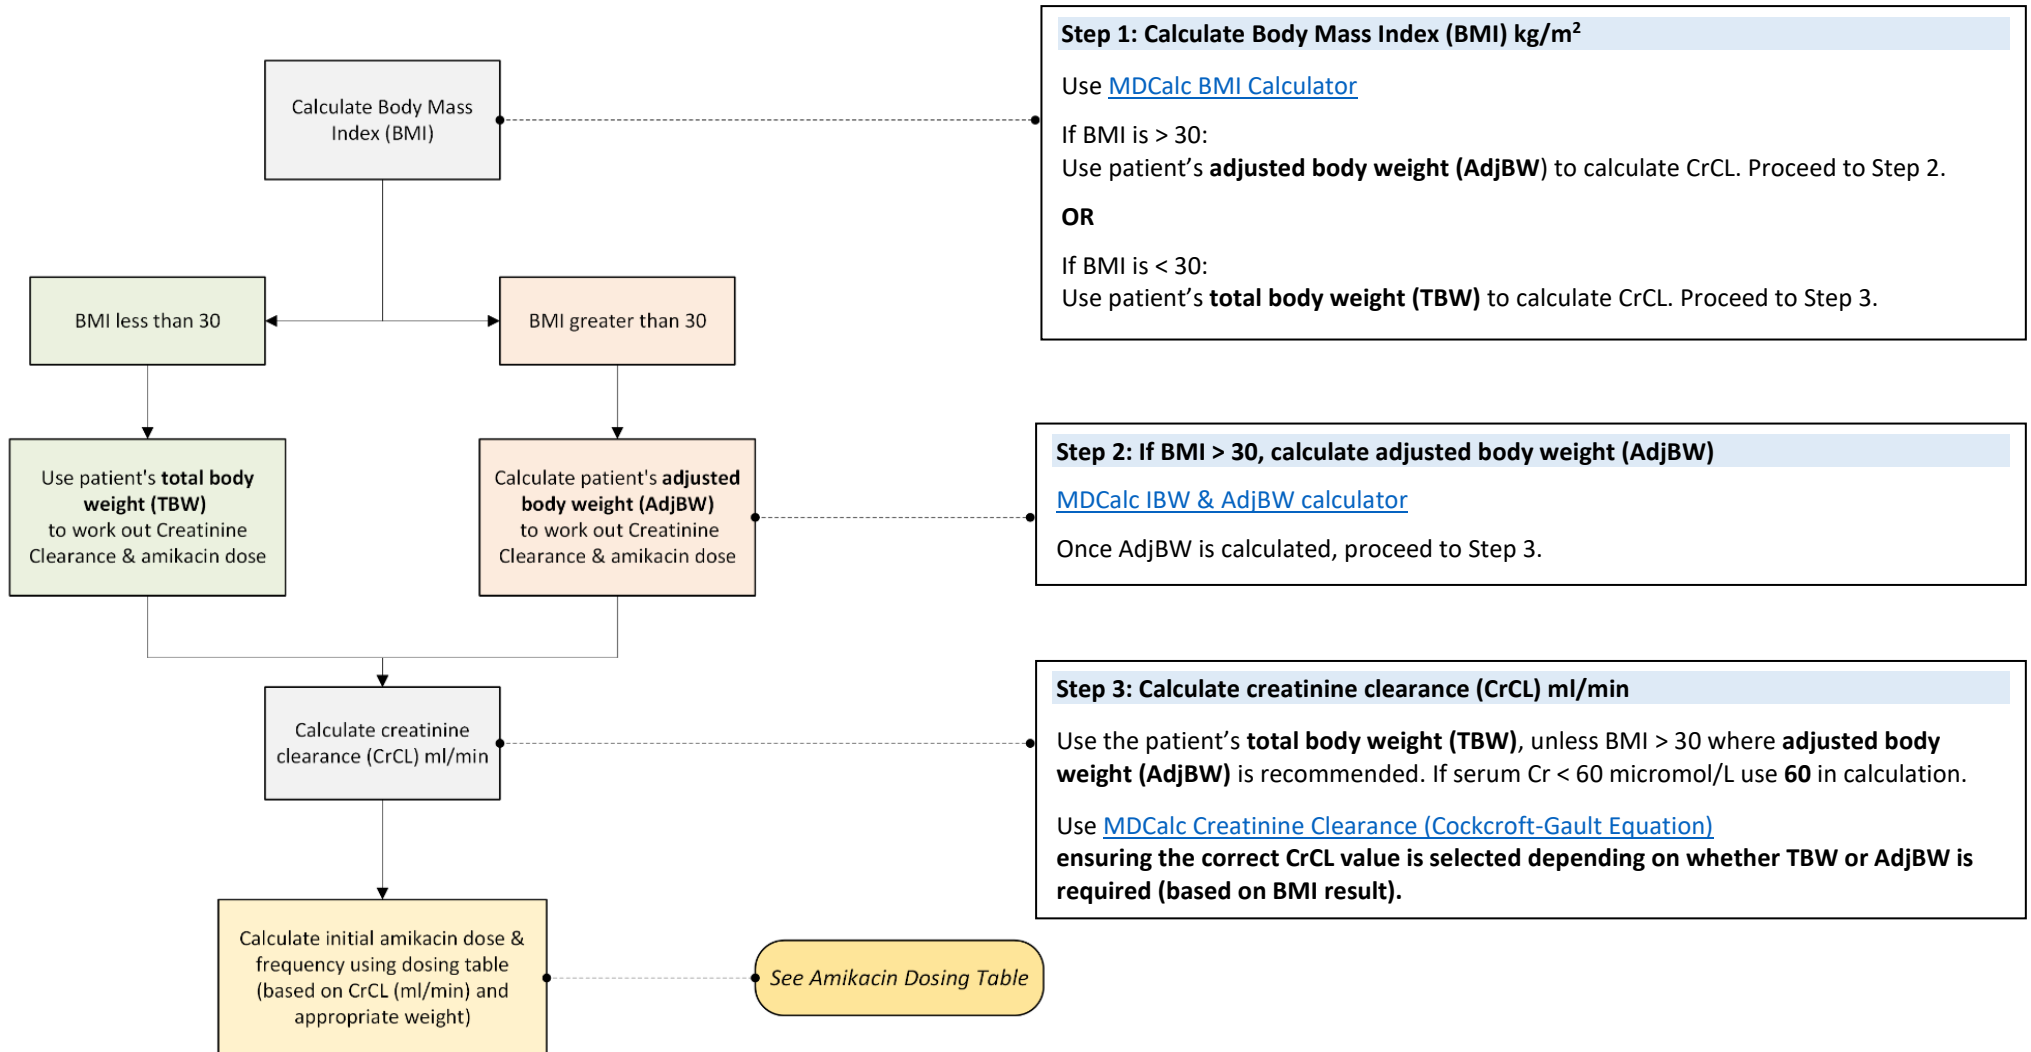 Calculate Body Mass
Index (BMI)
BMI less than 30
BMI greater than 30
Use patient's total body
weight (TBW)
to work out Creatinine
Clearance & amikacin dose
Calculate patient's adjusted
body weight (AdjBW)
to work out Creatinine
Clearance & amikacin dose
Calculate creatinine
clearance (CrCL) ml/min
Calculate initial amikacin dose &
frequency using dosing table
(based on CrCL (ml/min) and
appropriate weight)
See Amikacin Dosing Table
Step 1: Calculate Body Mass Index (BMI) kg/m²
Use MDCalc BMI Calculator
If BMI is > 30:
Use patient’s adjusted body weight (AdjBW) to calculate CrCL. Proceed to Step 2.
OR
If BMI is < 30:
Use patient’s total body weight (TBW) to calculate CrCL. Proceed to Step 3.
Step 2: If BMI > 30, calculate adjusted body weight (AdjBW)
MDCalc IBW & AdjBW calculator
Once AdjBW is calculated, proceed to Step 3.
Step 3: Calculate creatinine clearance (CrCL) ml/min
Use the patient’s total body weight (TBW), unless BMI > 30 where adjusted body
weight (AdjBW) is recommended. If serum Cr < 60 micromol/L use 60 in calculation.
Use MDCalc Creatinine Clearance (Cockcroft-Gault Equation)
ensuring the correct CrCL value is selected depending on whether TBW or AdjBW is
required (based on BMI result).